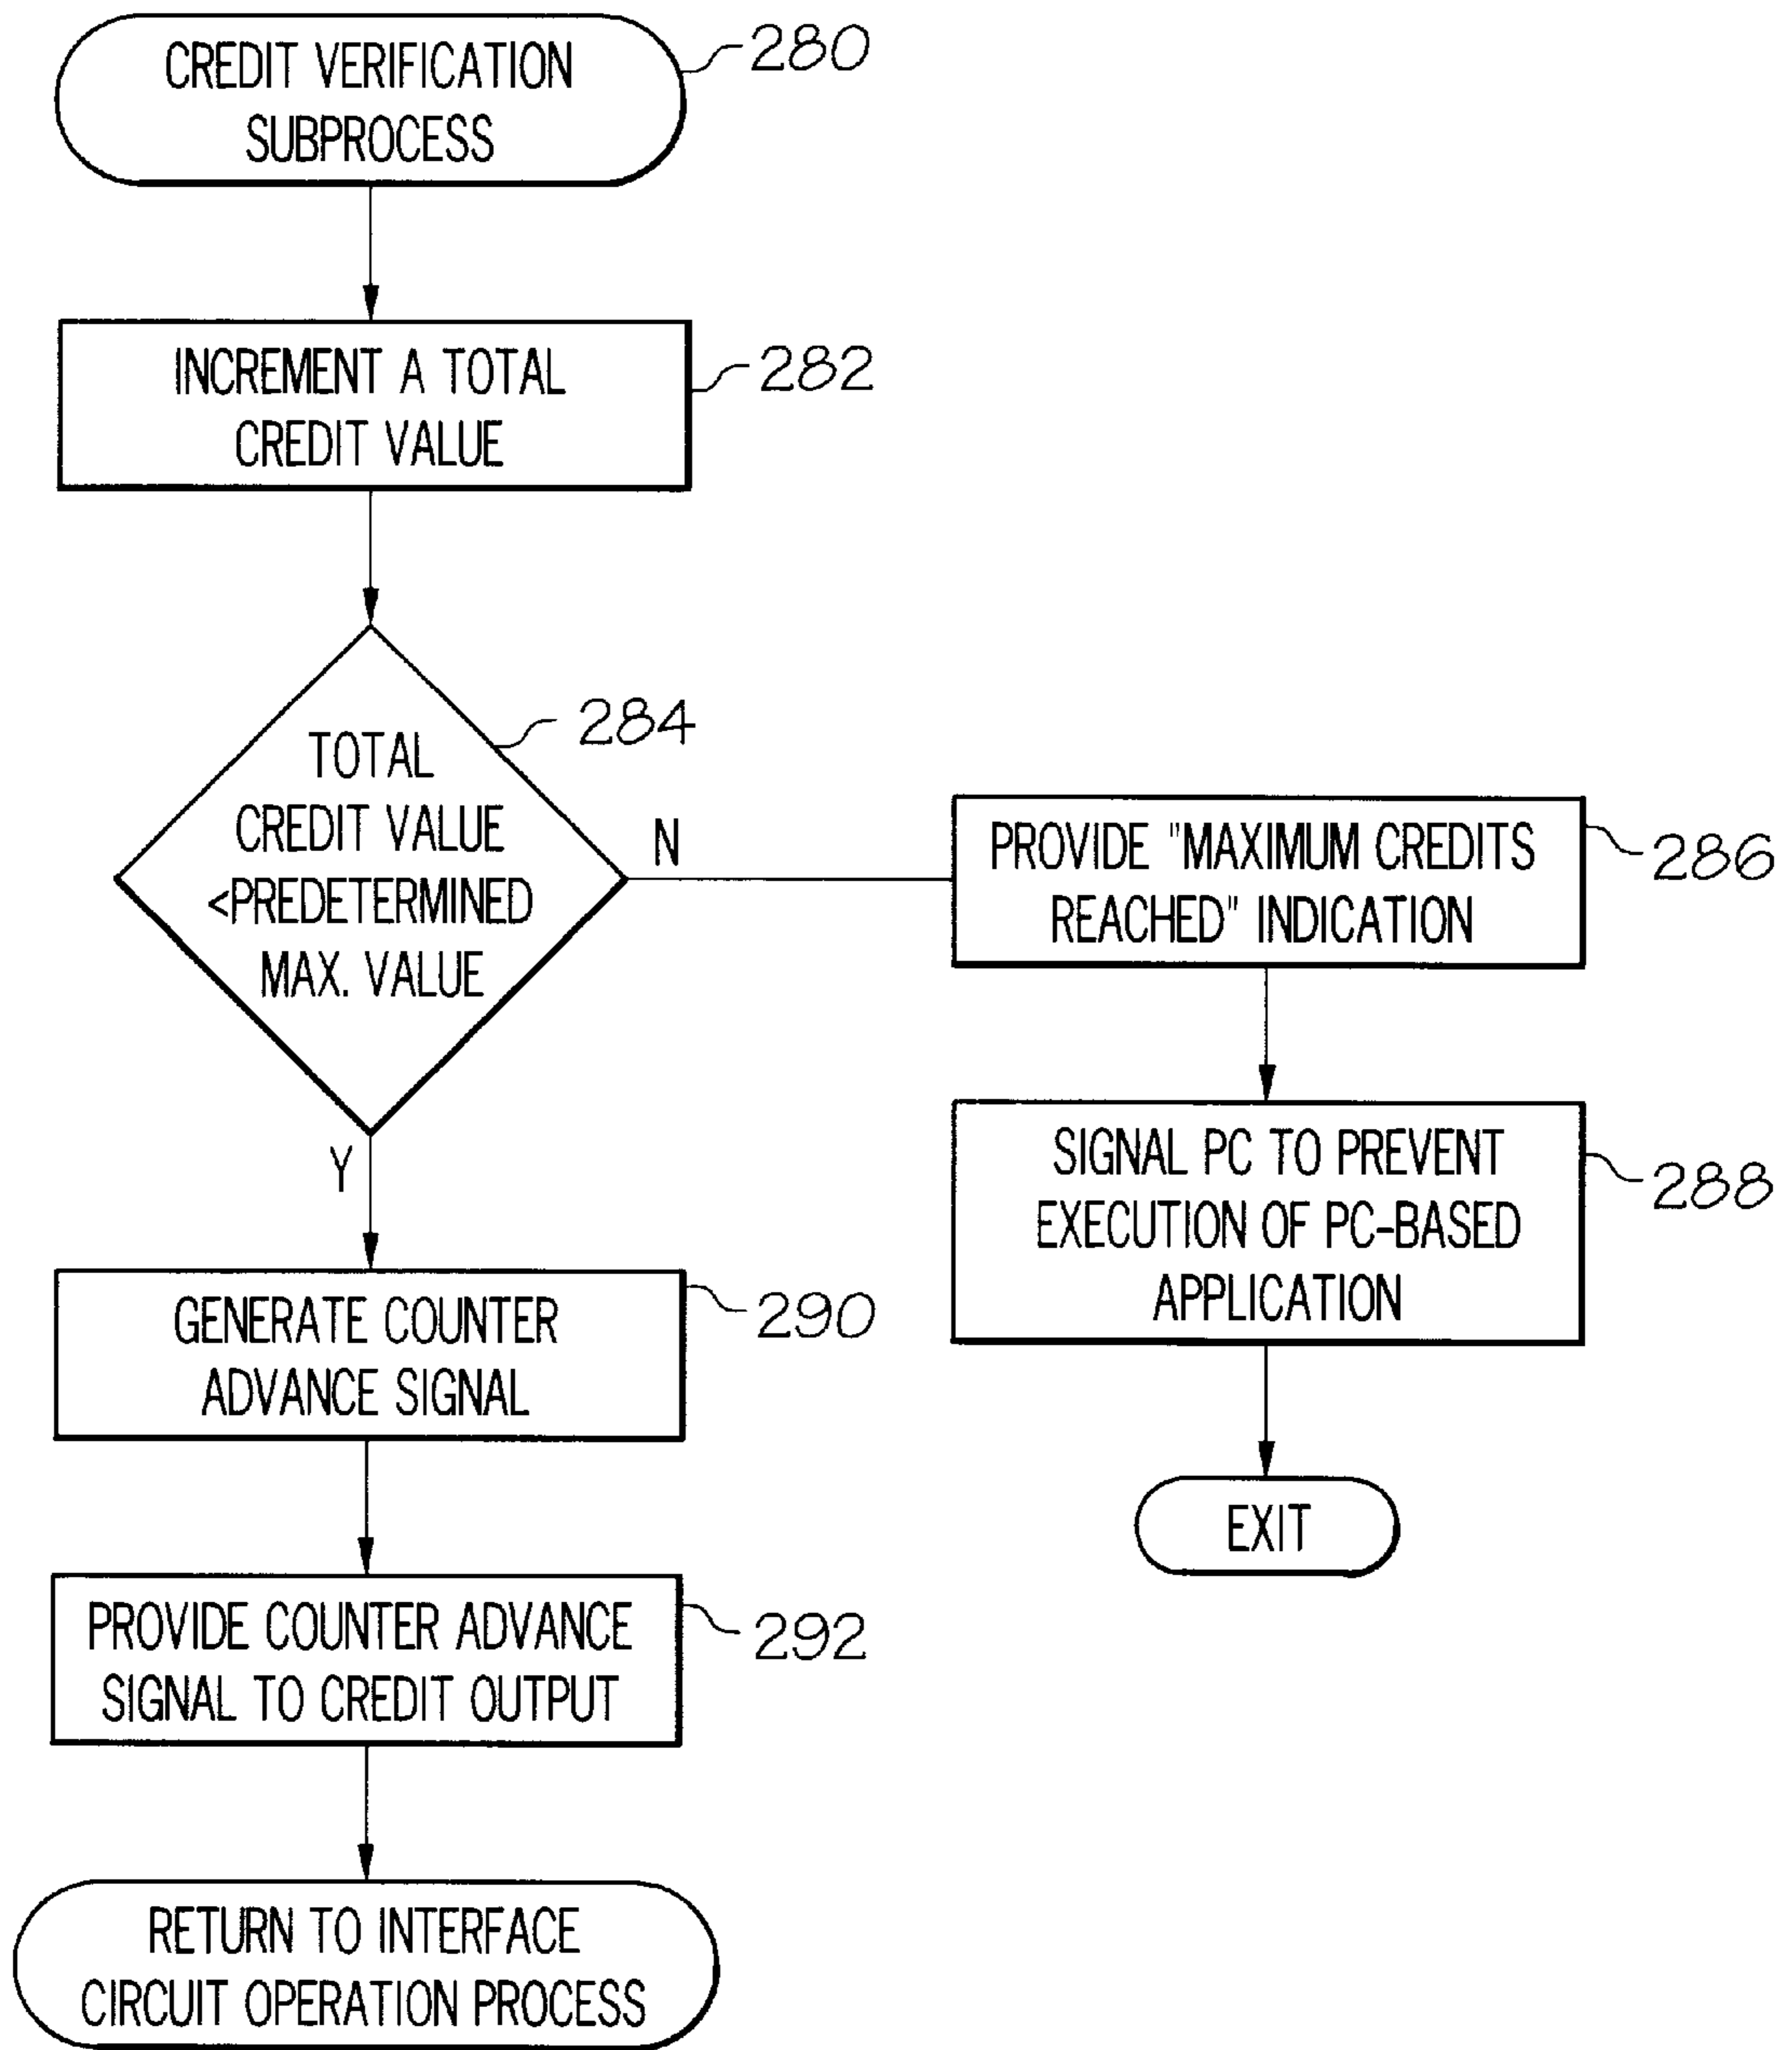 CREDIT VERIFICATION
SUBPROCESS
280
INCREMENT A TOTAL
CREDIT VALUE
282
TOTAL
CREDIT VALUE
<PREDETERMINED
MAX. VALUE
284
N
Y
PROVIDE "MAXIMUM CREDITS
REACHED" INDICATION
286
SIGNAL PC TO PREVENT
EXECUTION OF PC-BASED
APPLICATION
288
EXIT
GENERATE COUNTER
ADVANCE SIGNAL
290
PROVIDE COUNTER ADVANCE
SIGNAL TO CREDIT OUTPUT
292
RETURN TO INTERFACE
CIRCUIT OPERATION PROCESS